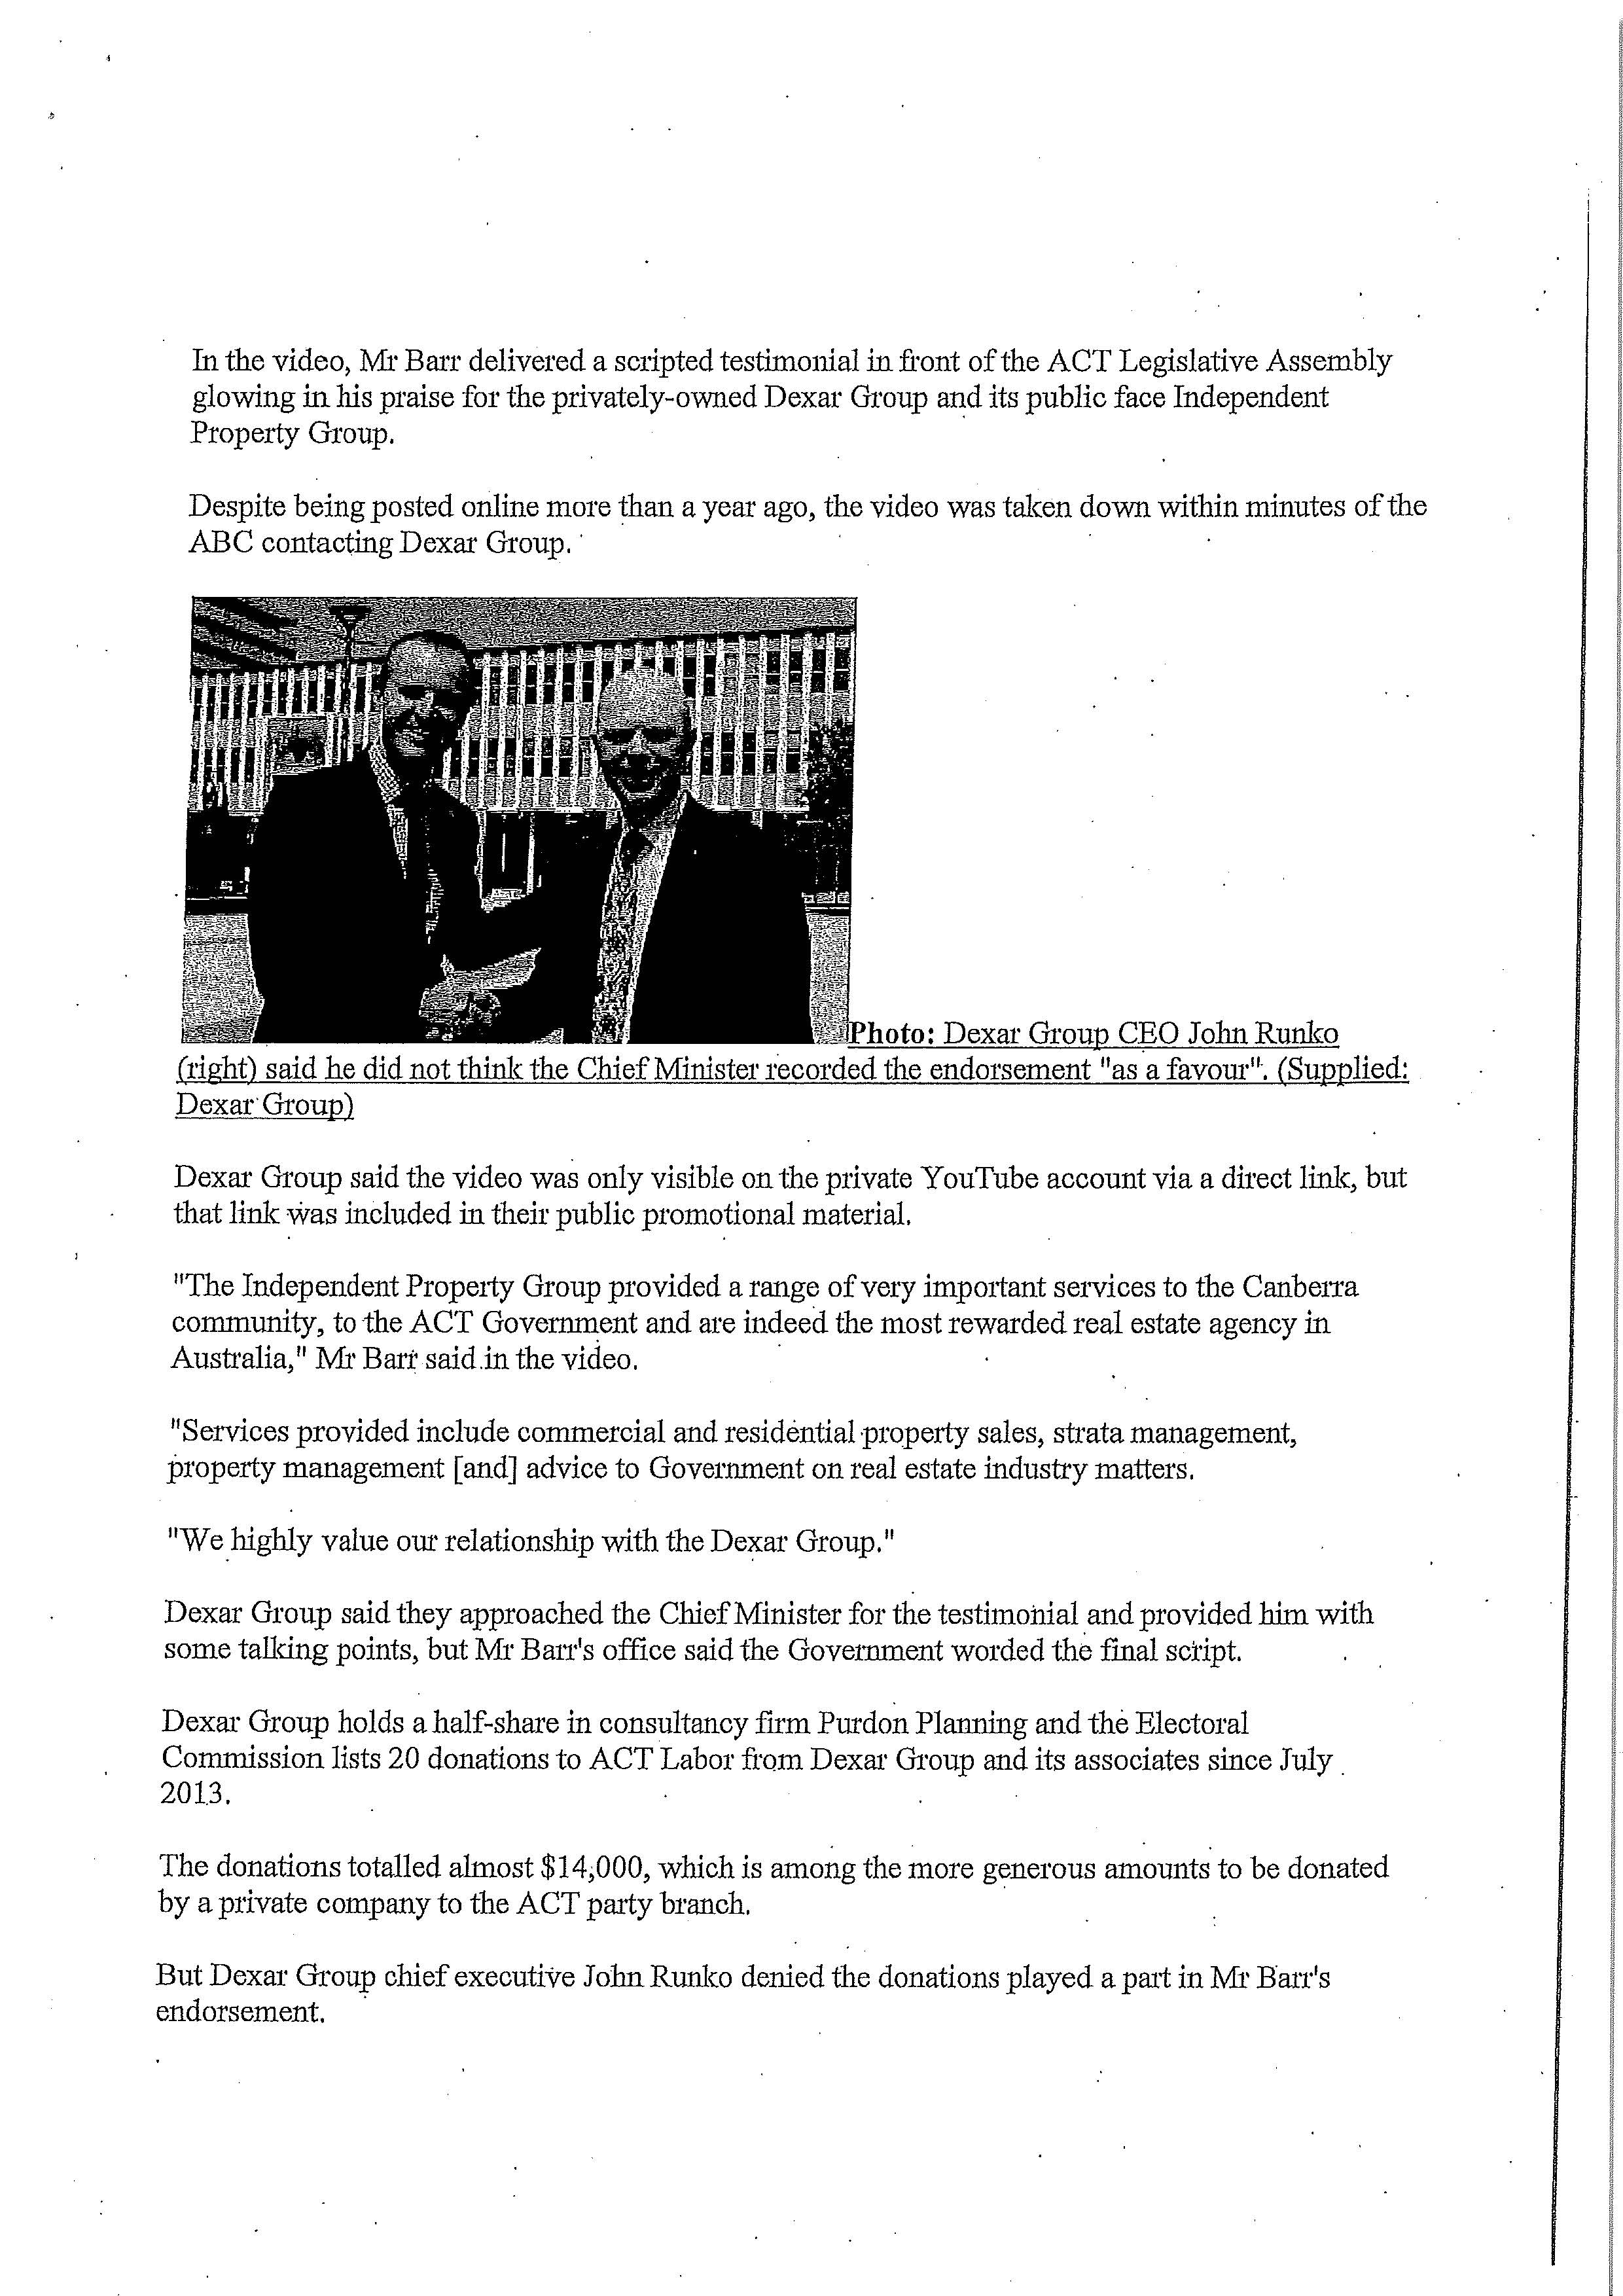 In the video, Mr Barr delivered a scripted testimonial in front of the ACT Legislative Assembly
glowing in his praise for the privately-owned Dexar Group and its public face Independent
Property Group.
Despite being posted online more than a year ago, the video was taken down within minutes of the
ABC contacting Dexar Group.
Photo: Dexar Group CEO John Runko
(right) said he did not think the Chief Minister recorded the endorsement "as a favour". (Supplied:
Dexar Group)
Dexar Group said the video was only visible on the private YouTube account via a direct link, but
that link was included in their public promotional material.
"The Independent Property Group provided a range of very important services to the Canberra
community, to the ACT Government and are indeed the most rewarded real estate agency in
Australia," Mr Barr said in the video.
"Services provided include commercial and residential property sales, strata management,
property management [and] advice to Government on real estate industry matters.
"We highly value our relationship with the Dexar Group."
Dexar Group said they approached the Chief Minister for the testimonial and provided him with
some talking points, but Mr Barr's office said the Government worded the final script.
Dexar Group holds a half-share in consultancy firm Purdon Planning and the Electoral
Commission lists 20 donations to ACT Labor from Dexar Group and its associates since July
2013.
The donations totalled almost $14,000, which is among the more generous amounts to be donated
by a private company to the ACT party branch.
But Dexar Group chief executive John Runko denied the donations played a part in Mr Barr's
endorsement.